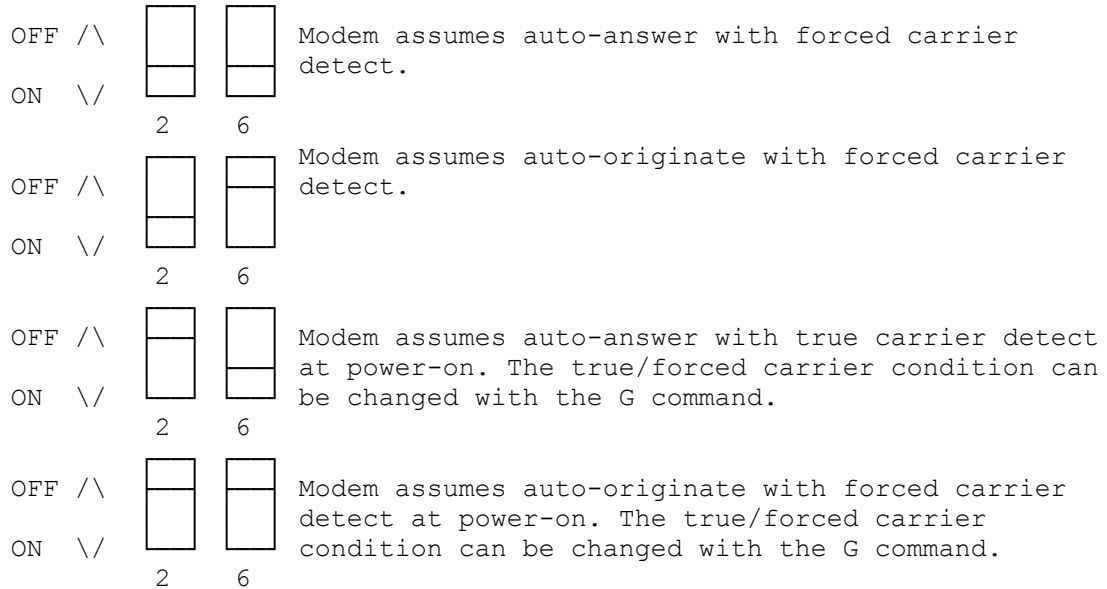 OFF /\ Modem assumes auto-answer with forced carrier
detect.
ON \/
2 6
Modem assumes auto-originate with forced carrier
OFF /\ detect.
ON \/
2 6
OFF /\ Modem assumes auto-answer with true carrier detect
at power-on. The true/forced carrier condition can
ON \/ be changed with the G command.
2 6
OFF /\ Modem assumes auto-originate with forced carrier
detect at power-on. The true/forced carrier
ON \/ condition can be changed with the G command.
2 6